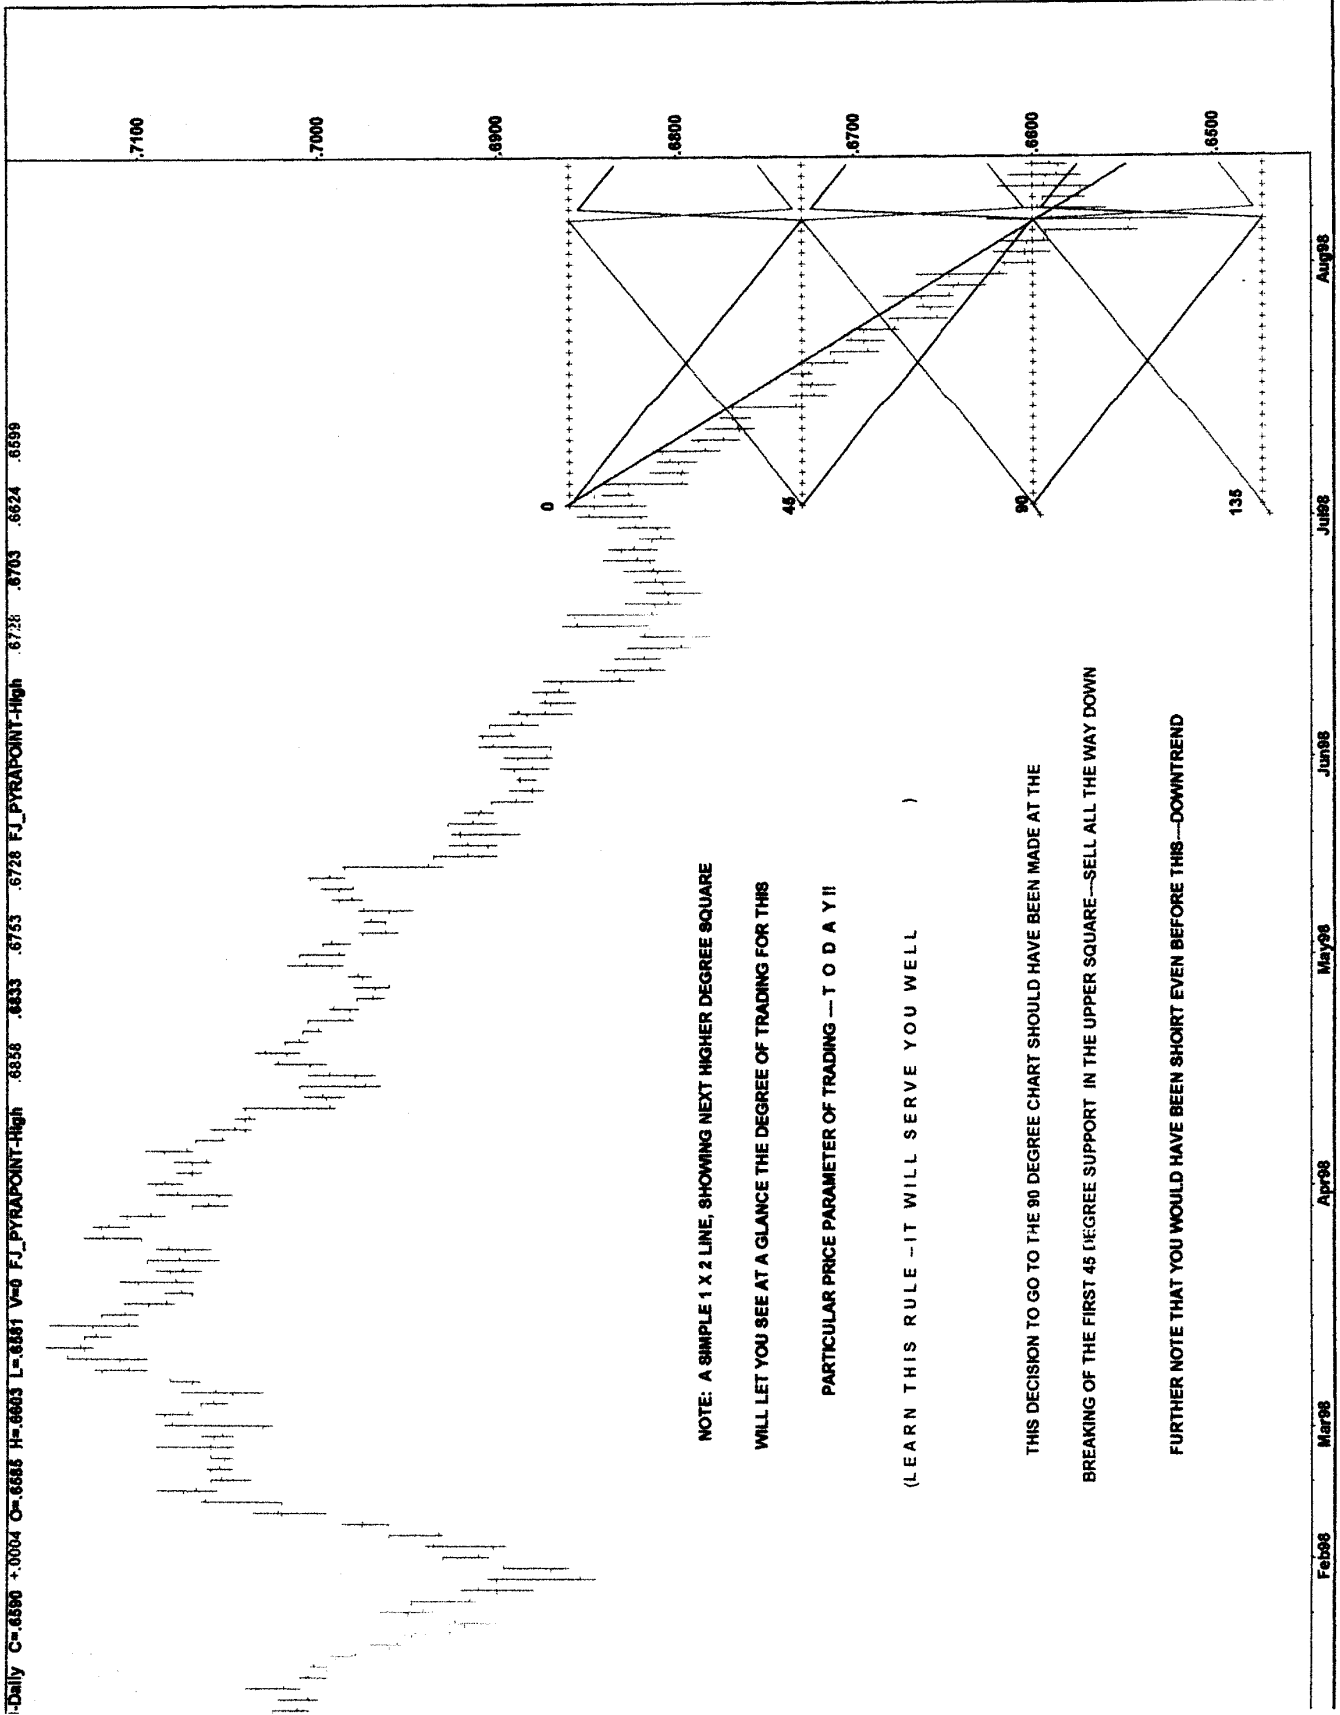 -Daily C=.6590 +.0004 O=.6585 H=.6603 L=.6581 V=0 FJ_PYRAPOINT-High .6858 .6833 .6753 .6728 FJ_PYRAPOINT-High .6728 .6703 .6624 .6599
.7100
.7000
.6900
.6800
.6700
.6600
.6500
0
45
90
135
NOTE: A SIMPLE 1 X 2 LINE, SHOWING NEXT HIGHER DEGREE SQUARE
WILL LET YOU SEE AT A GLANCE THE DEGREE OF TRADING FOR THIS
PARTICULAR PRICE PARAMETER OF TRADING --- T O D A Y !!
(L E A R N T H I S R U L E - I T W I L L S E R V E Y O U W E L L )
THIS DECISION TO GO TO THE 90 DEGREE CHART SHOULD HAVE BEEN MADE AT THE
BREAKING OF THE FIRST 45 DEGREE SUPPORT IN THE UPPER SQUARE---SELL ALL THE WAY DOWN
FURTHER NOTE THAT YOU WOULD HAVE BEEN SHOIRT EVEN BEFORE THIS---DOWNTREND
Feb98 Mar98 Apr98 May98 Jun98 Jul98 Aug98